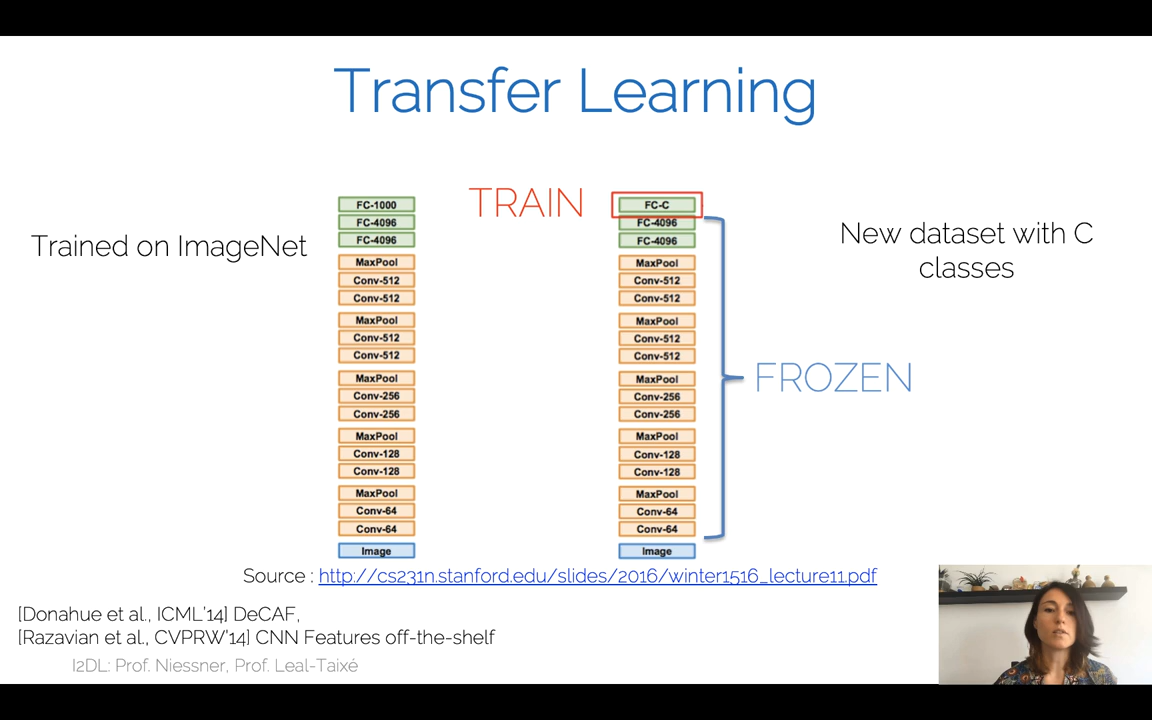 Transfer Learning
Trained on ImageNet
FC-1000
FC-4096
FC-4096
MaxPool
Conv-512
Conv-512
MaxPool
Conv-512
Conv-512
MaxPool
Conv-256
Conv-256
MaxPool
Conv-128
Conv-128
MaxPool
Conv-64
Conv-64
Image
TRAIN
FC-C
FC-4096
FC-4096
MaxPool
Conv-512
Conv-512
MaxPool
Conv-512
Conv-512
MaxPool
Conv-256
Conv-256
MaxPool
Conv-128
Conv-128
MaxPool
Conv-64
Conv-64
Image
FROZEN
New dataset with C
classes
Source : http://cs231n.stanford.edu/slides/2016/winter1516_lecture11.pdf
[Donahue et al., ICML'14] DeCAF,
[Razavian et al., CVPRW'14] CNN Features off-the-shelf
I2DL: Prof. Niessner, Prof. Leal-Taixé